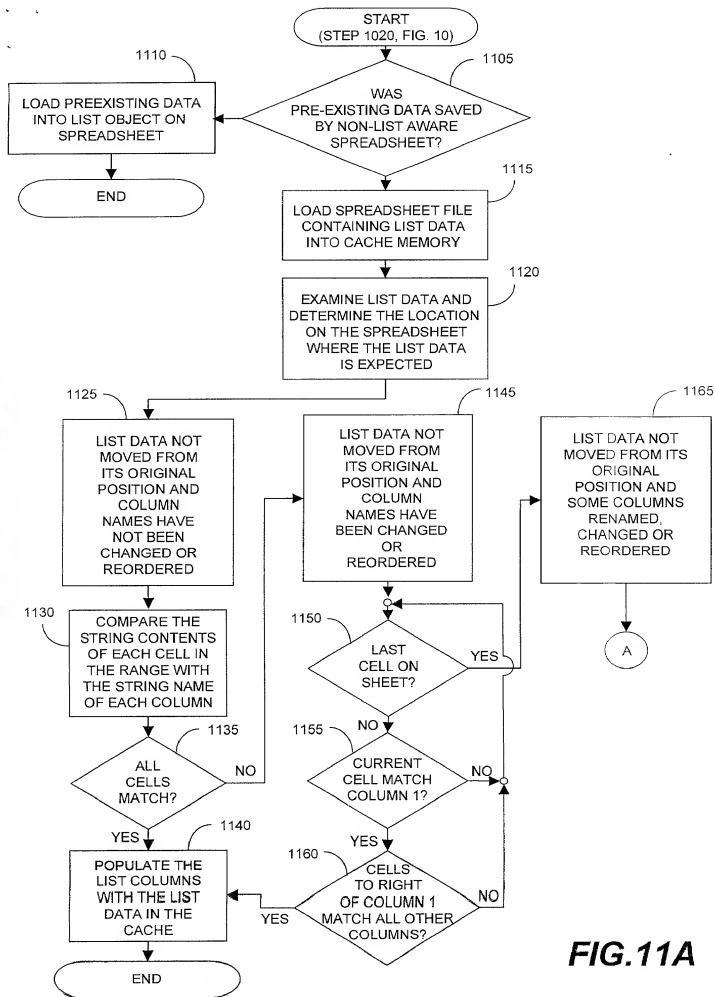 START
(STEP 1020, FIG. 10)
1110
1105
LOAD PREEXISTING DATA
INTO LIST OBJECT ON
SPREADSHEET
WAS
PRE-EXISTING DATA SAVED
BY NON-LIST AWARE
SPREADSHEET?
END
1115
LOAD SPREADSHEET FILE
CONTAINING LIST DATA
INTO CACHE MEMORY
1120
EXAMINE LIST DATA AND
DETERMINE THE LOCATION
ON THE SPREADSHEET
WHERE THE LIST DATA
IS EXPECTED
1125
LIST DATA NOT
MOVED FROM
ITS ORIGINAL
POSITION AND
COLUMN
NAMES HAVE
NOT BEEN
CHANGED OR
REORDERED
1145
LIST DATA NOT
MOVED FROM
ITS ORIGINAL
POSITION AND
COLUMN
NAMES HAVE
BEEN CHANGED
OR
REORDERED
1165
LIST DATA NOT
MOVED FROM ITS
ORIGINAL
POSITION AND
SOME COLUMNS
RENAMED,
CHANGED OR
REORDERED
A
1130
COMPARE THE
STRING CONTENTS
OF EACH CELL IN
THE RANGE WITH
THE STRING NAME
OF EACH COLUMN
1150
LAST
CELL ON
SHEET?
YES
NO
1135
ALL
CELLS
MATCH?
NO
YES
1155
CURRENT
CELL MATCH
COLUMN 1?
NO
YES
1140
POPULATE THE
LIST COLUMNS
WITH THE LIST
DATA IN THE
CACHE
1160
CELLS
TO RIGHT
OF COLUMN 1
MATCH ALL OTHER
COLUMNS?
YES
NO
END
FIG.11A